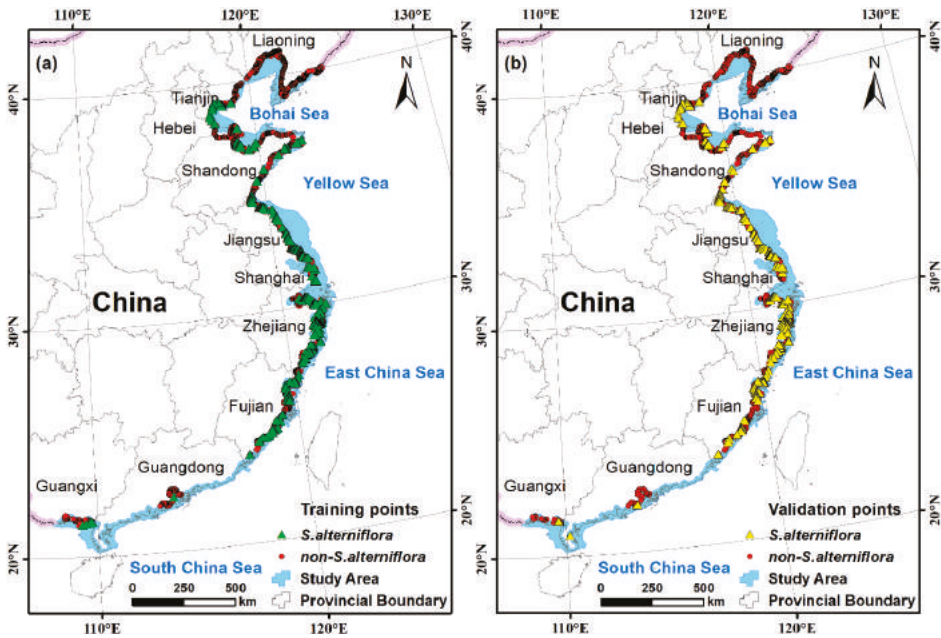 110°E 120°E 130°E 110°E 120°E 130°E
(a) Liaoning N 40°N
40°N Tianjin Bohai Sea
Hebei
Shandong Yellow Sea
Jiangsu
Shanghai 30°N
China
30°N Zhejiang
East China Sea
Fujian
Guangdong
Guangxi
20°N
20°N South China Sea
Training points
S.alterniflora
non-S.alterniflora
Study Area
Provincial Boundary
0 250 500
km
110°E 120°E
(b) Liaoning N 40°N
40°N Tianjin Bohai Sea
Hebei
Shandong Yellow Sea
Jiangsu
Shanghai 30°N
China
30°N Zhejiang
East China Sea
Fujian
Guangdong
Guangxi
20°N
20°N South China Sea
Validation points
S.alterniflora
non-S.alterniflora
Study Area
Provincial Boundary
0 250 500
km
110°E 120°E